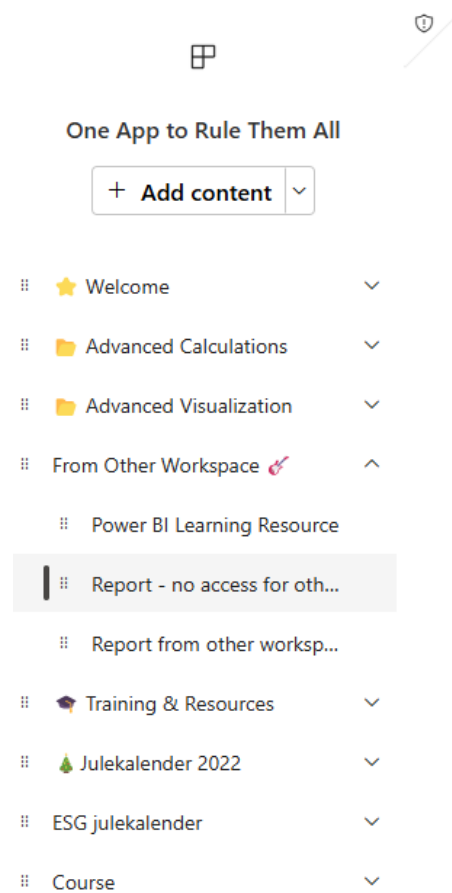 One App to Rule Them All
+ Add content
Welcome
Advanced Calculations
Advanced Visualization
From Other Workspace
Power BI Learning Resource
Report - no access for oth...
Report from other worksp...
Training & Resources
Julekalender 2022
ESG julekalender
Course